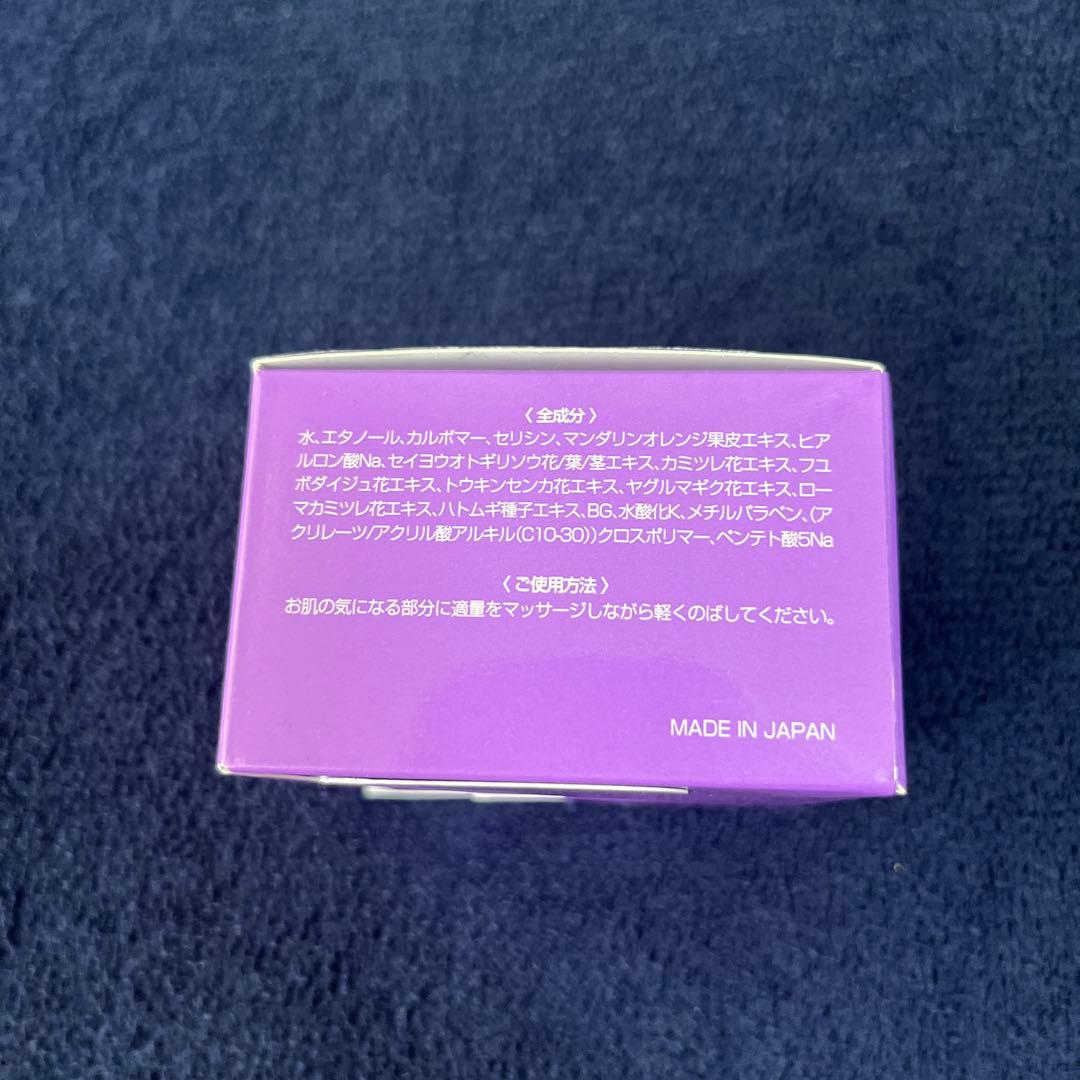 〈 全成分 〉
水、エタノール、カルボマー、セリシン、マンダリンオレンジ果皮エキス、ヒア
ルロン酸Na、セイヨウオトギリソウ花/葉/茎エキス、カミツレ花エキス、フユ
ボダイジュ花エキス、トウキンセンカ花エキス、ヤグルマギク花エキス、ロー
マカミツレ花エキス、ハトムギ種子エキス、BG、水酸化K、メチルパラベン、(ア
クリレーツ/アクリル酸アルキル(C10-30))クロスポリマー、ペンテト酸5Na
〈 ご使用方法 〉
お肌の気になる部分に適量をマッサージしながら軽くのばしてください。
MADE IN JAPAN